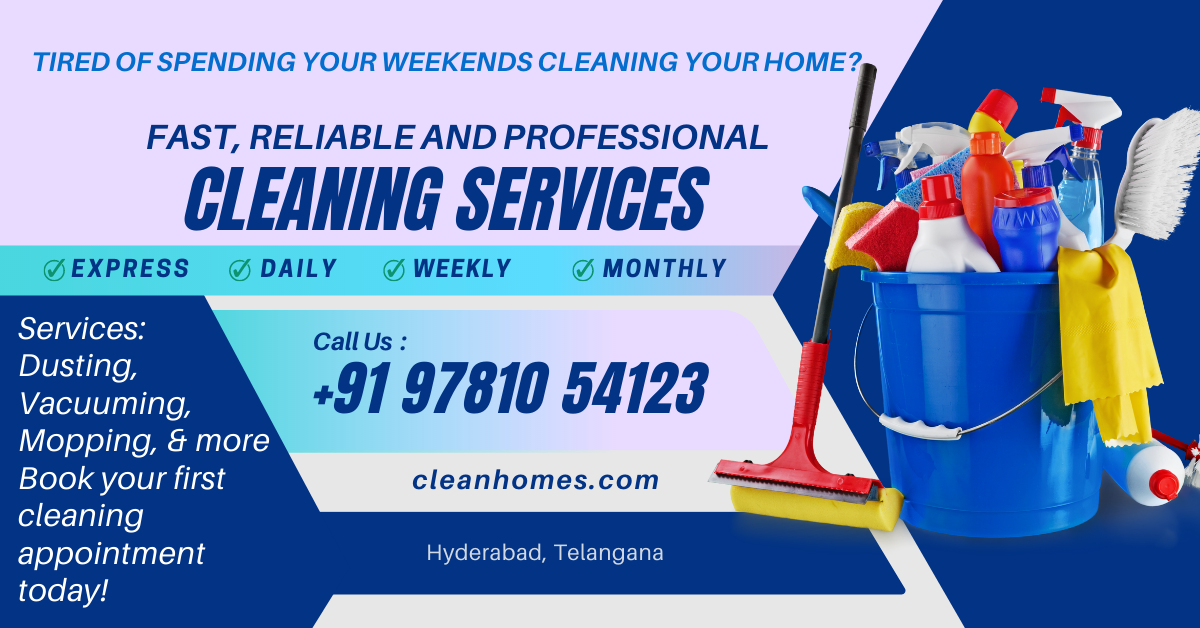 TIRED OF SPENDING YOUR WEEKENDS CLEANING YOUR HOME?
FAST, RELIABLE AND PROFESSIONAL
CLEANING SERVICES
EXPRESS DAILY WEEKLY MONTHLY
Services:
Dusting,
Vacuuming,
Mopping, & more
Book your first
cleaning
appointment
today!
Call Us :
+91 97810 54123
cleanhomes.com
Hyderabad, Telangana